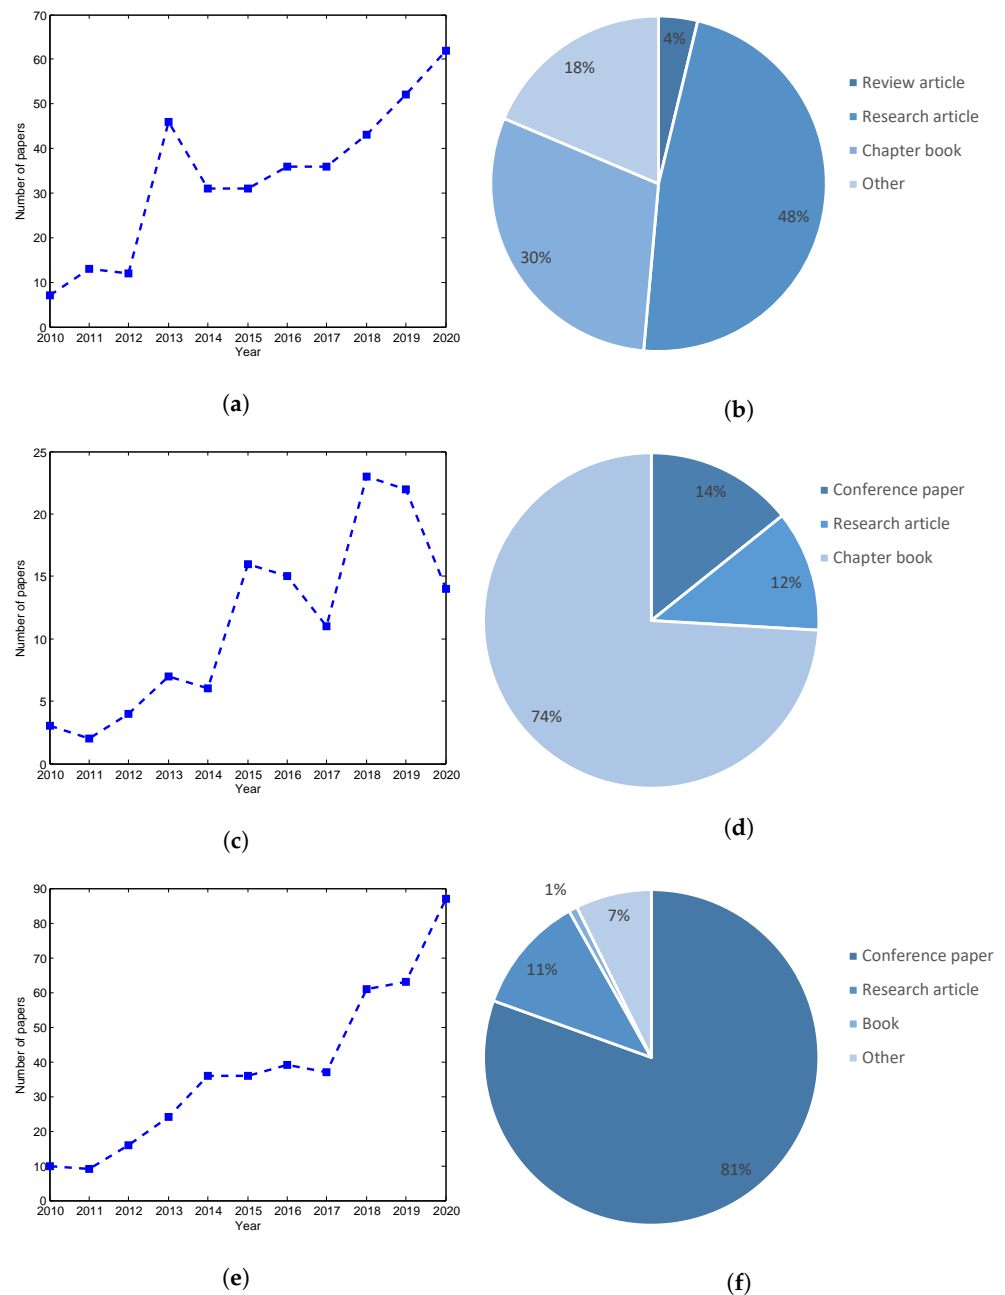 70
60
50
40
30
20
10
0
Number of papers
2010 2011 2012 2013 2014 2015 2016 2017 2018 2019 2020
Year
(a)
4%
18%
48%
30%
Review article
Research article
Chapter book
Other
(b)
25
20
15
10
5
0
Number of papers
2010 2011 2012 2013 2014 2015 2016 2017 2018 2019 2020
Year
(c)
14%
12%
74%
Conference paper
Research article
Chapter book
(d)
90
80
70
60
50
40
30
20
10
0
Number of papers
2010 2011 2012 2013 2014 2015 2016 2017 2018 2019 2020
Year
(e)
1%
7%
11%
81%
Conference paper
Research article
Book
Other
(f)